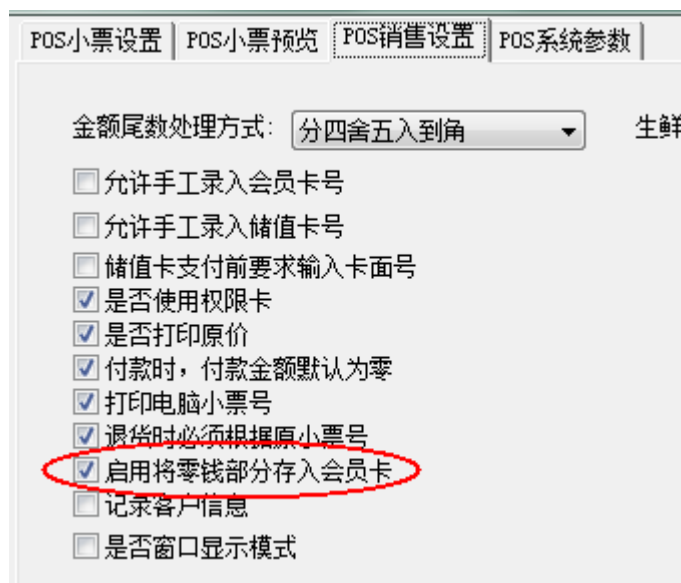 POS小票设置 POS小票预览 POS销售设置 POS系统参数
金额尾数处理方式: 分四舍五入到角 生鲜
允许手工录入会员卡号
允许手工录入储值卡号
储值卡支付前要求输入卡面号
是否使用权限卡
是否打印原价
付款时，付款金额默认为零
打印电脑小票号
退货时必须根据原小票号
启用将零钱部分存入会员卡
记录客户信息
是否窗口显示模式